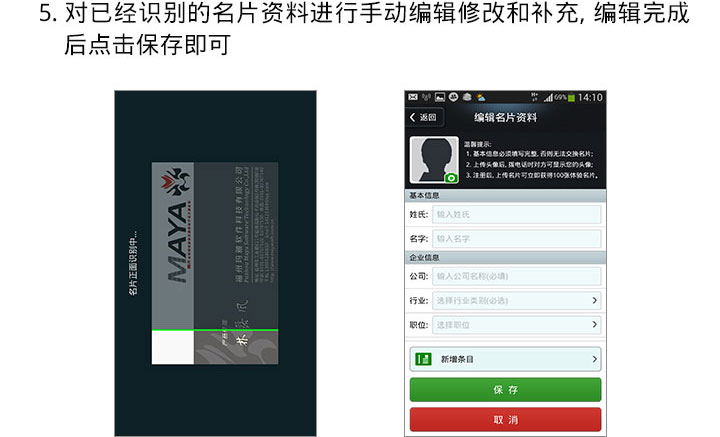 5. 对已经识别的名片资料进行手动编辑修改和补充, 编辑完成
后点击保存即可
名片正面识别中...
MAYA
福州玛雅软件科技有限公司
Fuzhou Maya Software Technology Co.,Ltd
69% 14:10
返回
编辑名片资料
温馨提示:
1. 基本信息必须填写完整, 否则无法交换名片;
2. 上传头像后, 拨电话时对方可显示您的头像;
3. 注册后, 上传名片可立即获得100张体验名片。
基本信息
姓氏: 输入姓氏
名字: 输入名字
企业信息
公司: 输入公司名称(必填)
行业: 选择行业类别(必选)
职位: 选择职位
新增条目
保 存
取 消